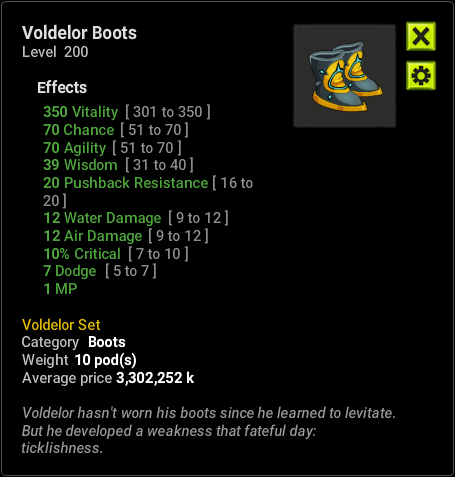 Voldelor Boots
Level 200
Effects
350 Vitality [ 301 to 350 ]
70 Chance [ 51 to 70 ]
70 Agility [ 51 to 70 ]
39 Wisdom [ 31 to 40 ]
20 Pushback Resistance [ 16 to
20 ]
12 Water Damage [ 9 to 12 ]
12 Air Damage [ 9 to 12 ]
10% Critical [ 7 to 10 ]
7 Dodge [ 5 to 7 ]
1 MP
Voldelor Set
Category Boots
Weight 10 pod(s)
Average price 3,302,252 k
Voldelor hasn't worn his boots since he learned to levitate.
But he developed a weakness that fateful day:
ticklishness.